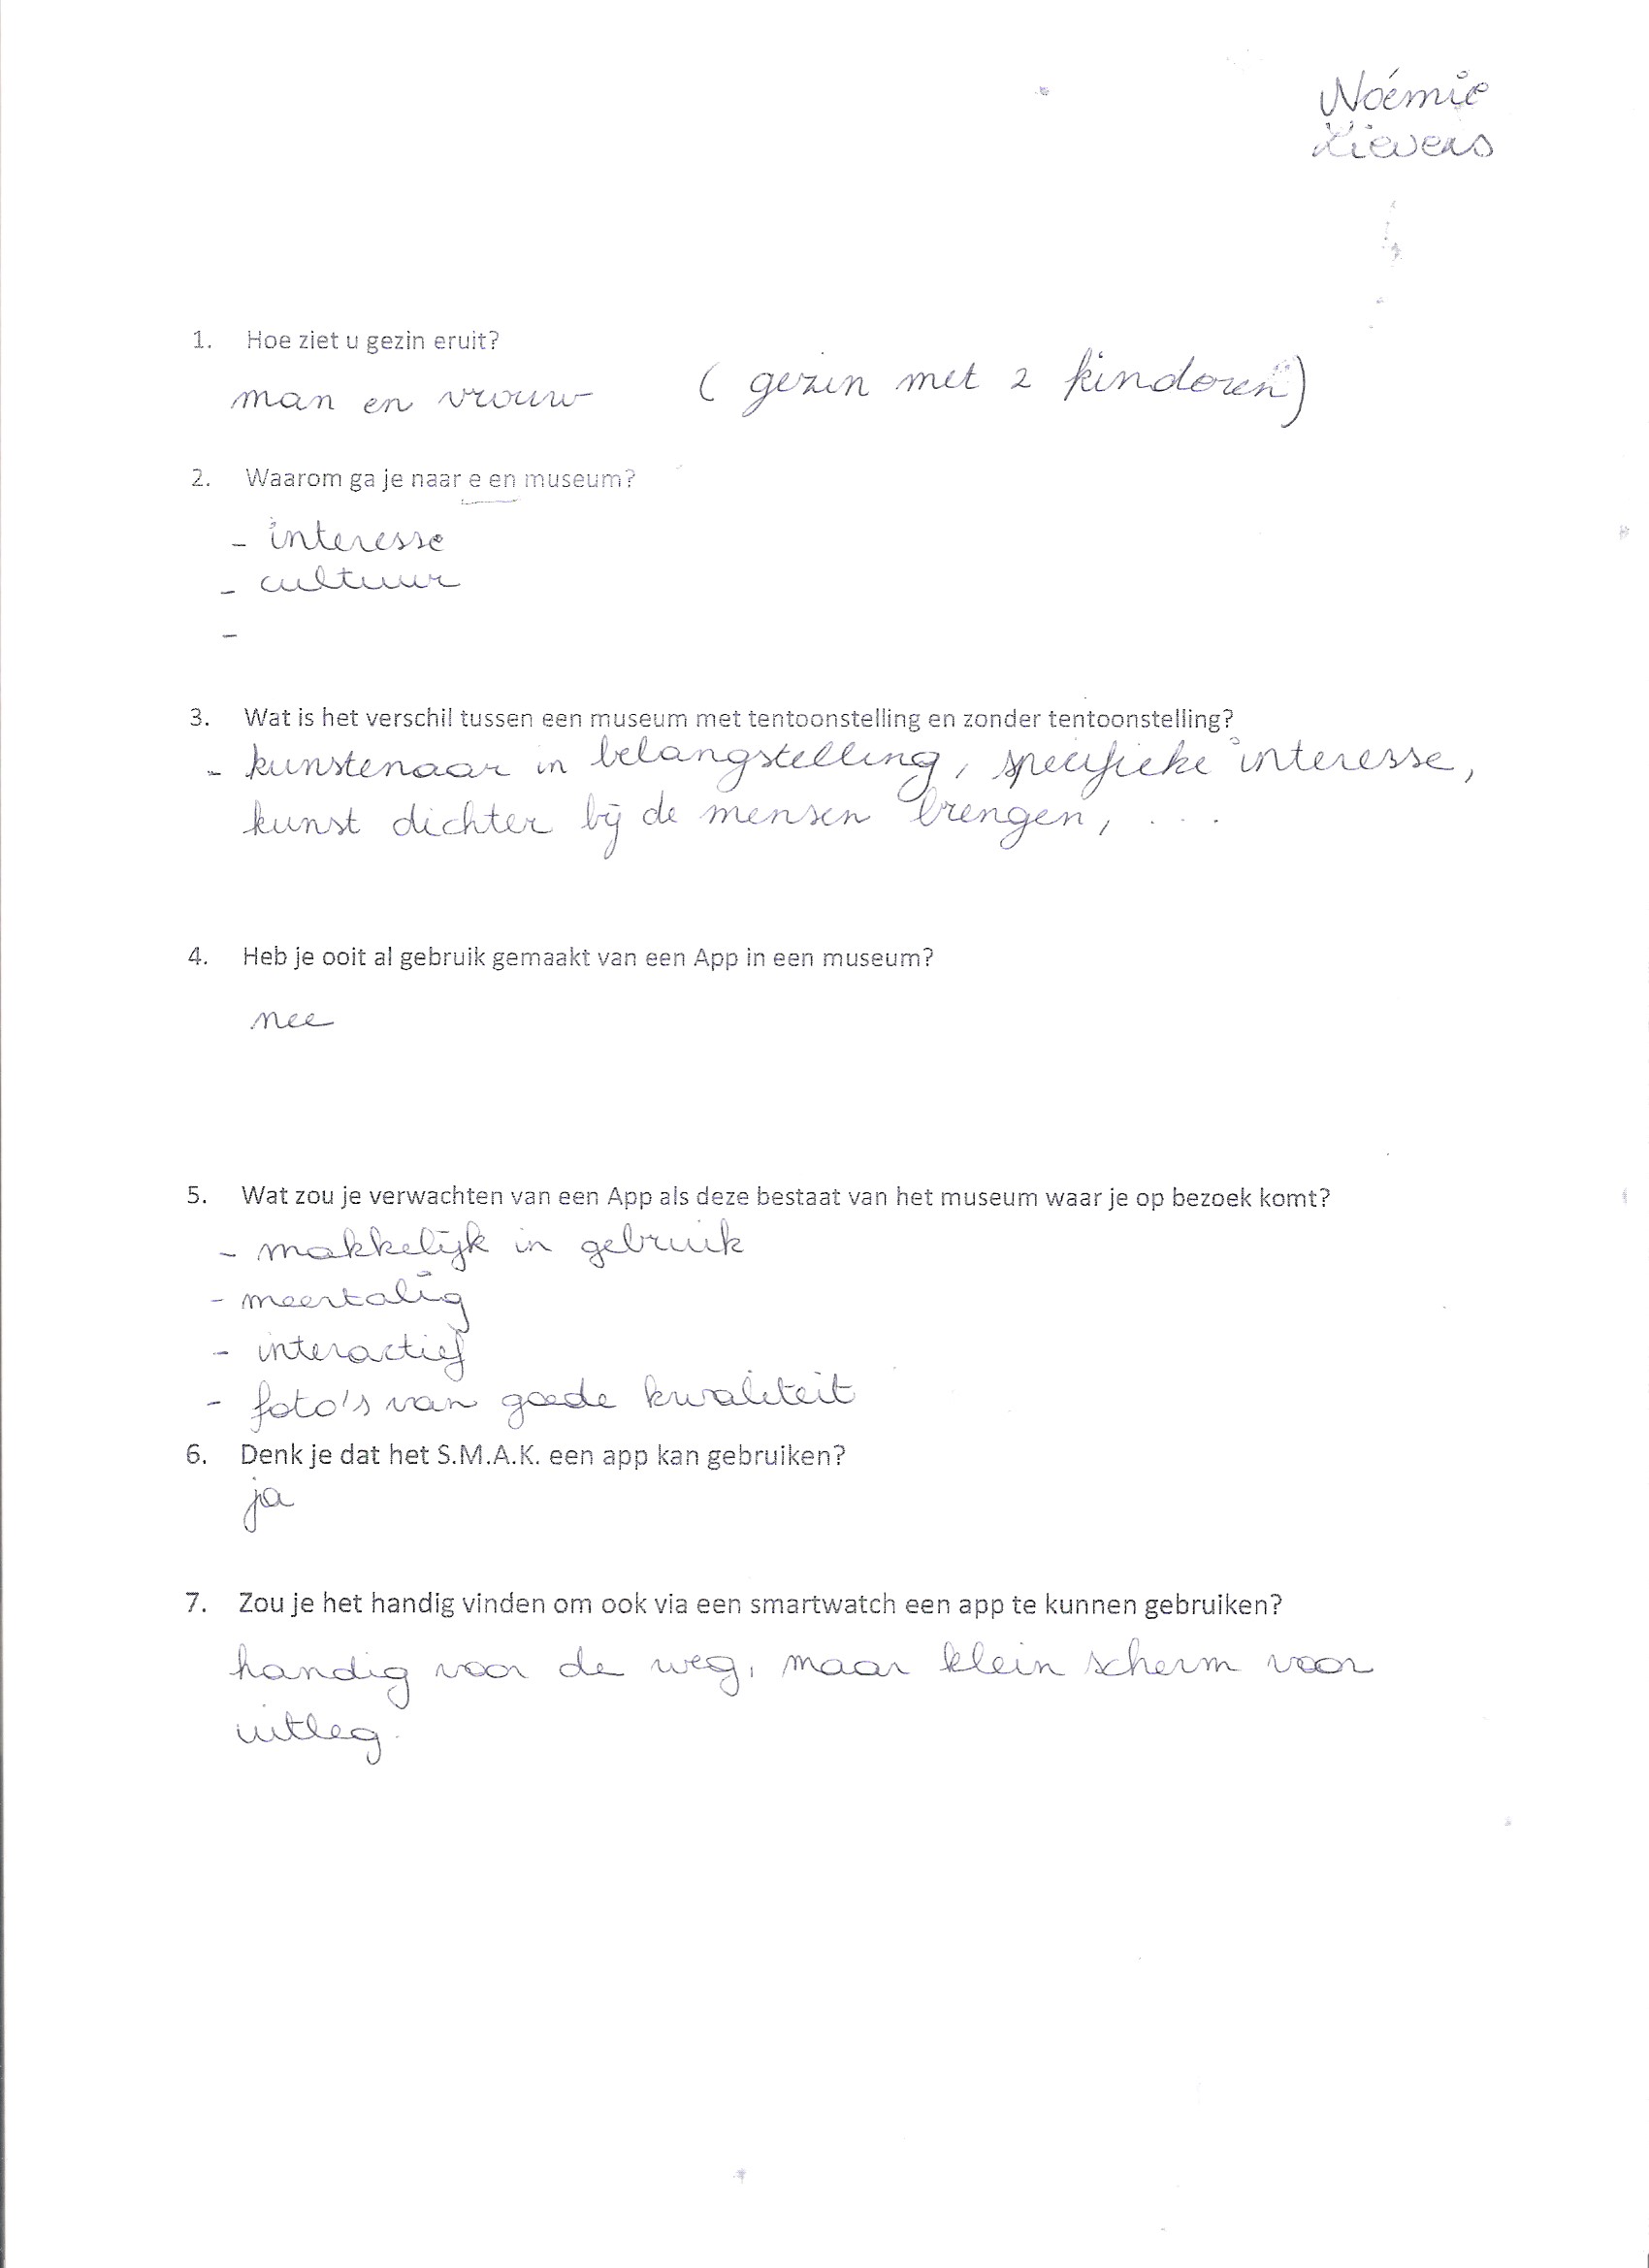 Noémie
Lievens
1. Hoe ziet u gezin eruit?
man en vrouw (gezin met 2 kinderen)
2. Waarom ga je naar e en museum?
- interesse
- cultuur
-
3. Wat is het verschil tussen een museum met tentoonstelling en zonder tentoonstelling?
- kunstenaar in belangstelling, specifieke interesse,
kunst dichter bij de mensen brengen, ...
4. Heb je ooit al gebruik gemaakt van een App in een museum?
nee
5. Wat zou je verwachten van een App als deze bestaat van het museum waar je op bezoek komt?
- makkelijk in gebruik
- meertalig
- interactief
- foto's van goede kwaliteit
6. Denk je dat het S.M.A.K. een app kan gebruiken?
ja
7. Zou je het handig vinden om ook via een smartwatch een app te kunnen gebruiken?
handig voor de weg, maar klein scherm voor
uitleg.